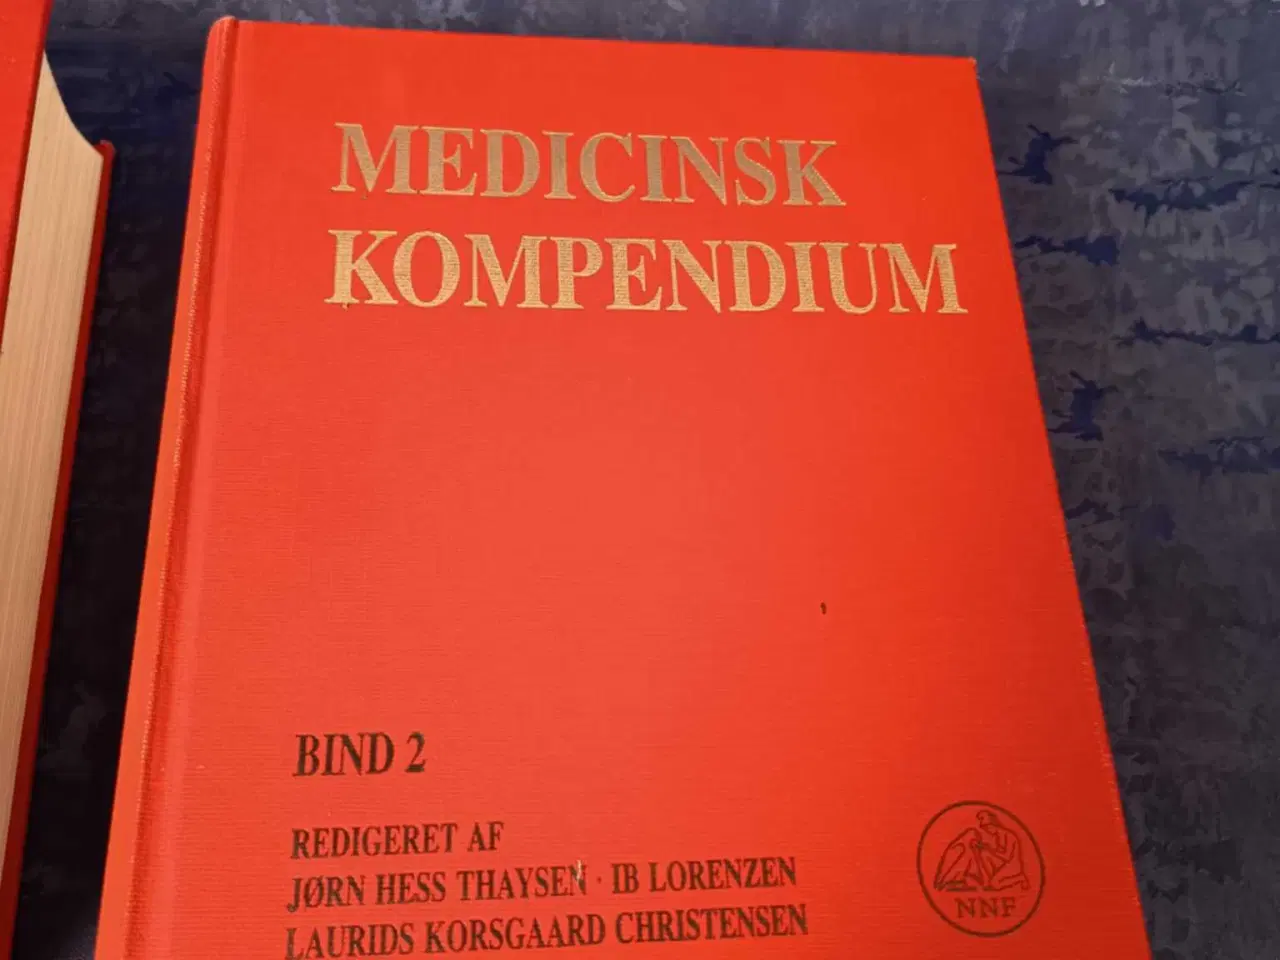 MEDICINSK
KOMPENDIUM
BIND 2
REDIGERET AF
JØRN HESS THAYSEN · IB LORENZEN
LAURIDS KORSGAARD CHRISTENSEN
NNF